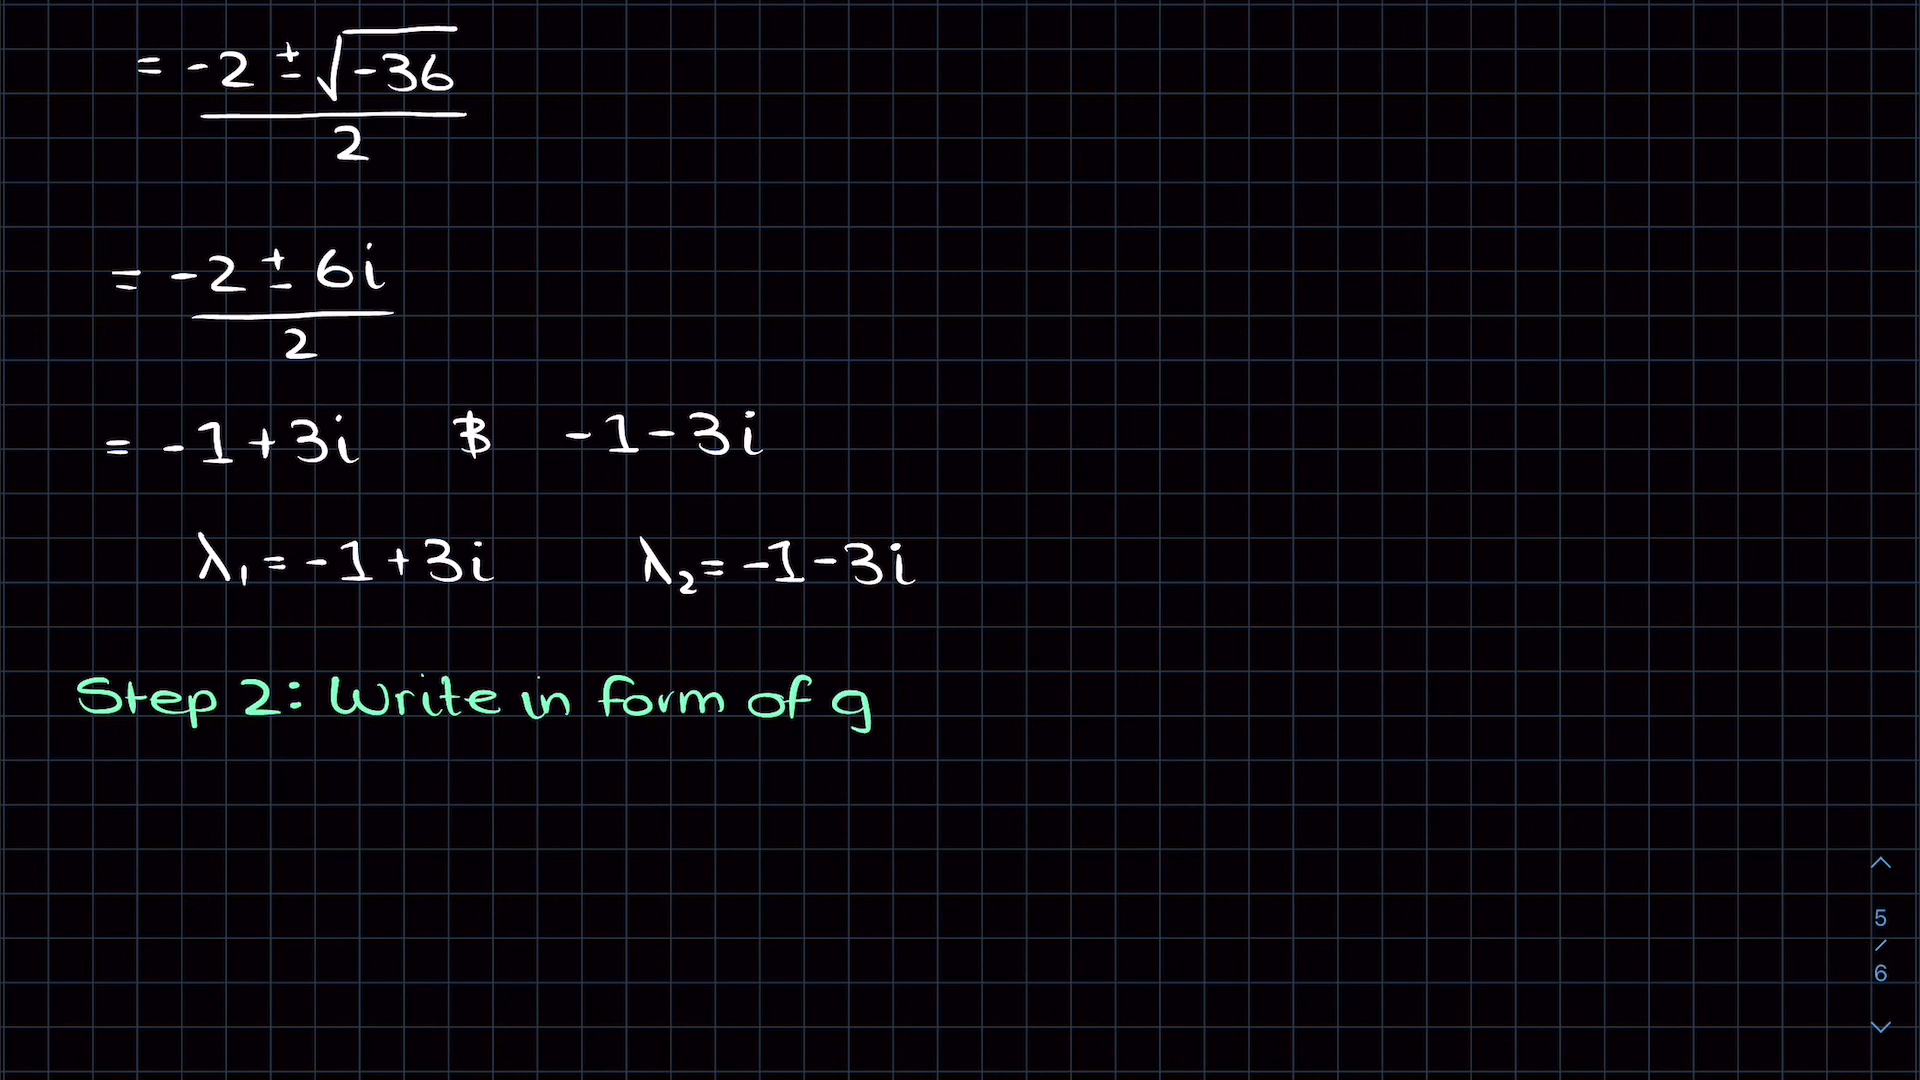 = -2 ± √-36
2
= -2 ± 6i
2
= -1+3i & -1-3i
λ₁=-1+3i λ₂=-1-3i
Step 2: Write in form of g
5
/
6